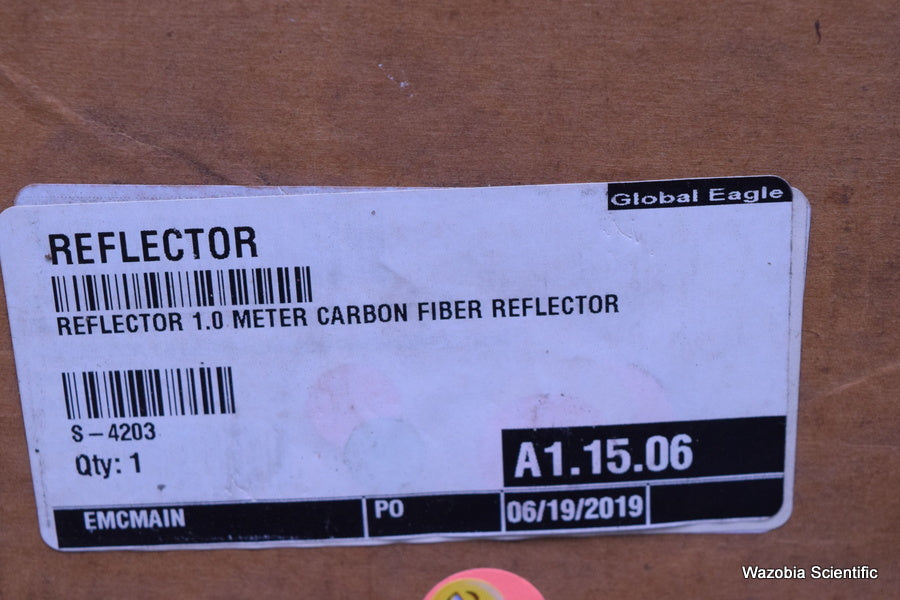 Global Eagle
REFLECTOR
REFLECTOR 1.0 METER CARBON FIBER REFLECTOR
S-4203
Qty: 1
A1.15.06
EMCMAIN
PO
06/19/2019
Wazobia Scientific